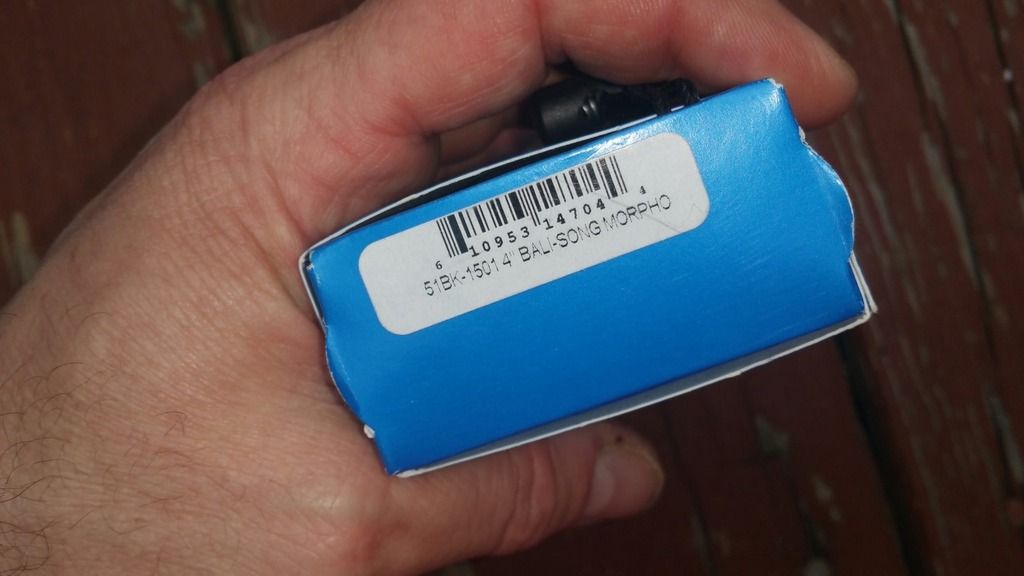 6 10953 14704 4
51BK-1501 4" BALI-SONG MORPHO